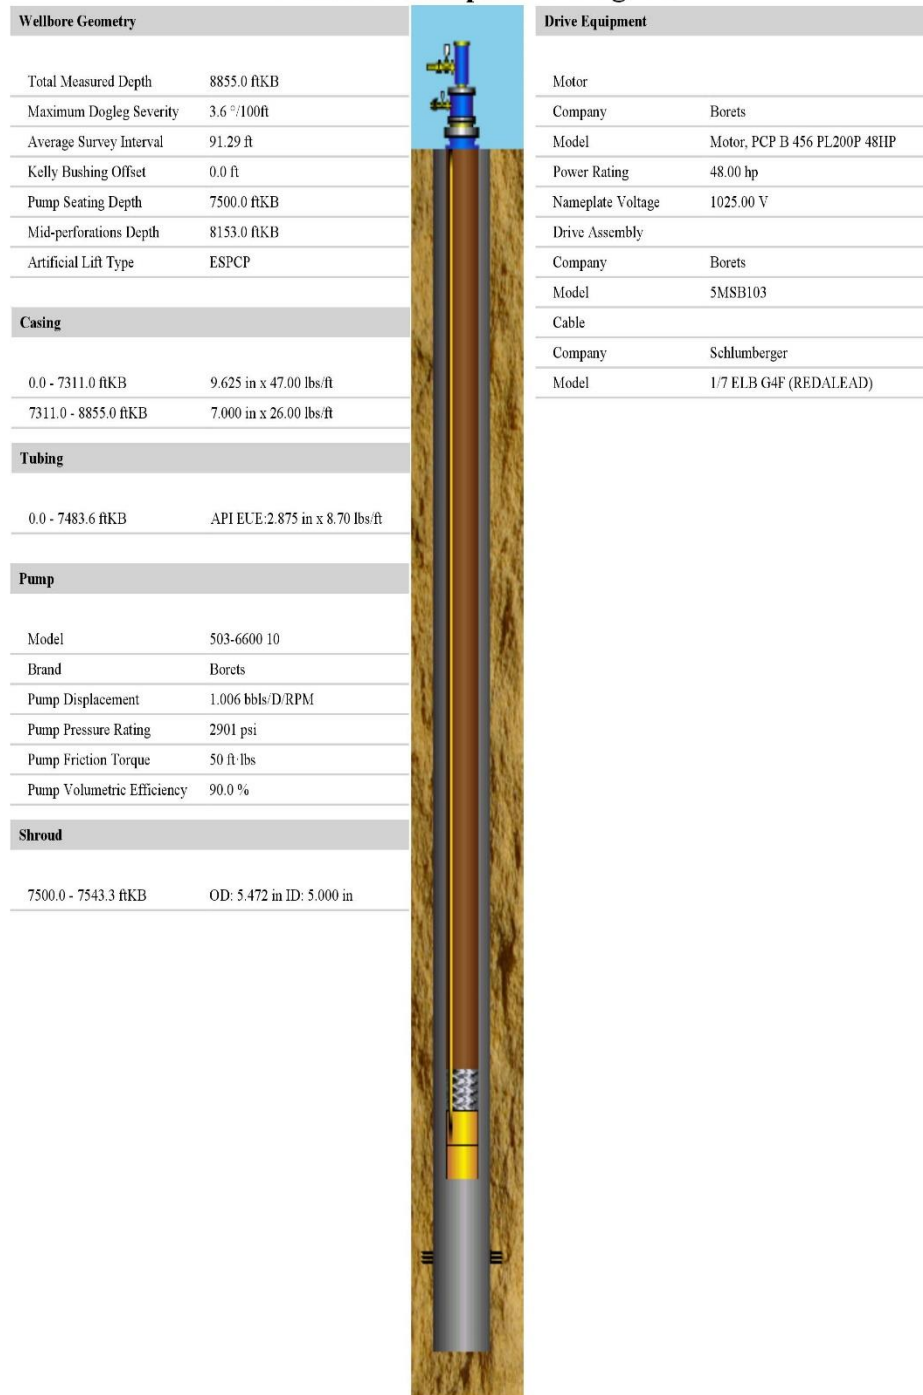 Wellbore Geometry
Total Measured Depth 8855.0 ftKB
Maximum Dogleg Severity 3.6 °/100ft
Average Survey Interval 91.29 ft
Kelly Bushing Offset 0.0 ft
Pump Seating Depth 7500.0 ftKB
Mid-perforations Depth 8153.0 ftKB
Artificial Lift Type ESPCP
Casing
0.0 - 7311.0 ftKB 9.625 in x 47.00 lbs/ft
7311.0 - 8855.0 ftKB 7.000 in x 26.00 lbs/ft
Tubing
0.0 - 7483.6 ftKB API EUE:2.875 in x 8.70 lbs/ft
Pump
Model 503-6600 10
Brand Borets
Pump Displacement 1.006 bbls/D/RPM
Pump Pressure Rating 2901 psi
Pump Friction Torque 50 ft·lbs
Pump Volumetric Efficiency 90.0 %
Shroud
7500.0 - 7543.3 ftKB OD: 5.472 in ID: 5.000 in
Drive Equipment
Motor
Company Borets
Model Motor, PCP B 456 PL200P 48HP
Power Rating 48.00 hp
Nameplate Voltage 1025.00 V
Drive Assembly
Company Borets
Model 5MSB103
Cable
Company Schlumberger
Model 1/7 ELB G4F (REDALEAD)